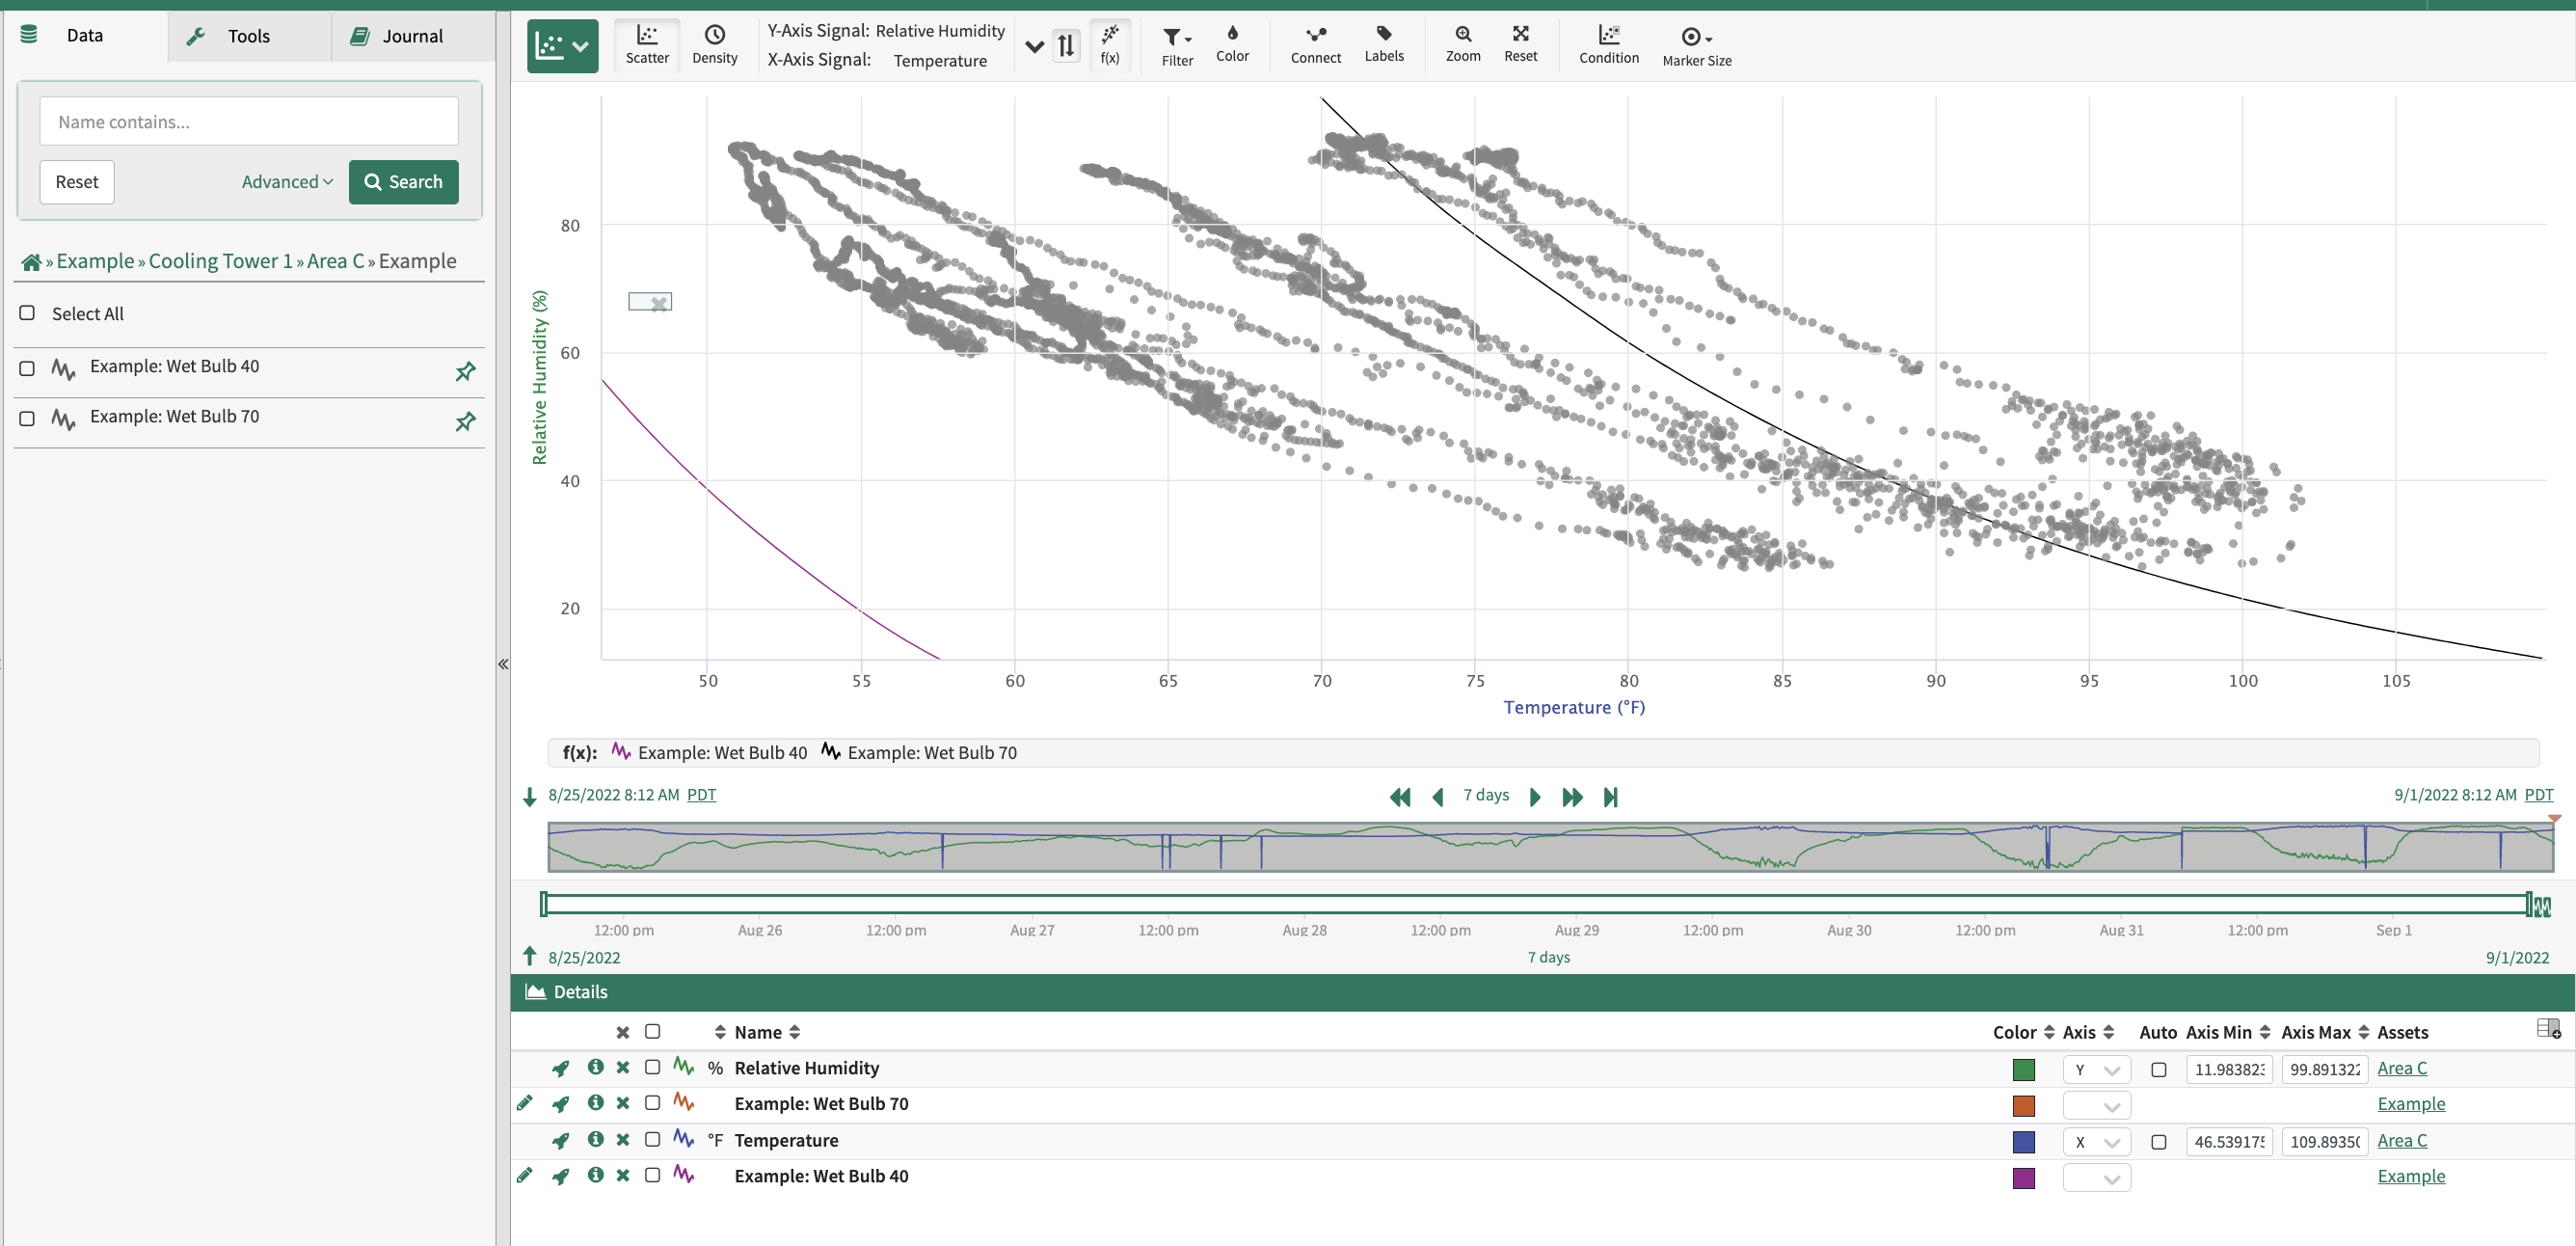 Data
Tools
Journal
Name contains...
Reset
Advanced
Search
» Example » Cooling Tower 1 » Area C » Example
Select All
Example: Wet Bulb 40
Example: Wet Bulb 70
Scatter
Density
Y-Axis Signal: Relative Humidity
X-Axis Signal: Temperature
f(x)
Filter
Color
Connect
Labels
Zoom
Reset
Condition
Marker Size
Relative Humidity (%)
80
60
40
20
50 55 60 65 70 75 80 85 90 95 100 105
Temperature (°F)
f(x): Example: Wet Bulb 40 Example: Wet Bulb 70
8/25/2022 8:12 AM PDT
7 days
9/1/2022 8:12 AM PDT
12:00 pm Aug 26 12:00 pm Aug 27 12:00 pm Aug 28 12:00 pm Aug 29 12:00 pm Aug 30 12:00 pm Aug 31 12:00 pm Sep 1
8/25/2022 7 days 9/1/2022
Details
Name Color Axis Auto Axis Min Axis Max Assets
% Relative Humidity Y 11.983823 99.891322 Area C
Example: Wet Bulb 70 Example
°F Temperature X 46.539175 109.89350 Area C
Example: Wet Bulb 40 Example